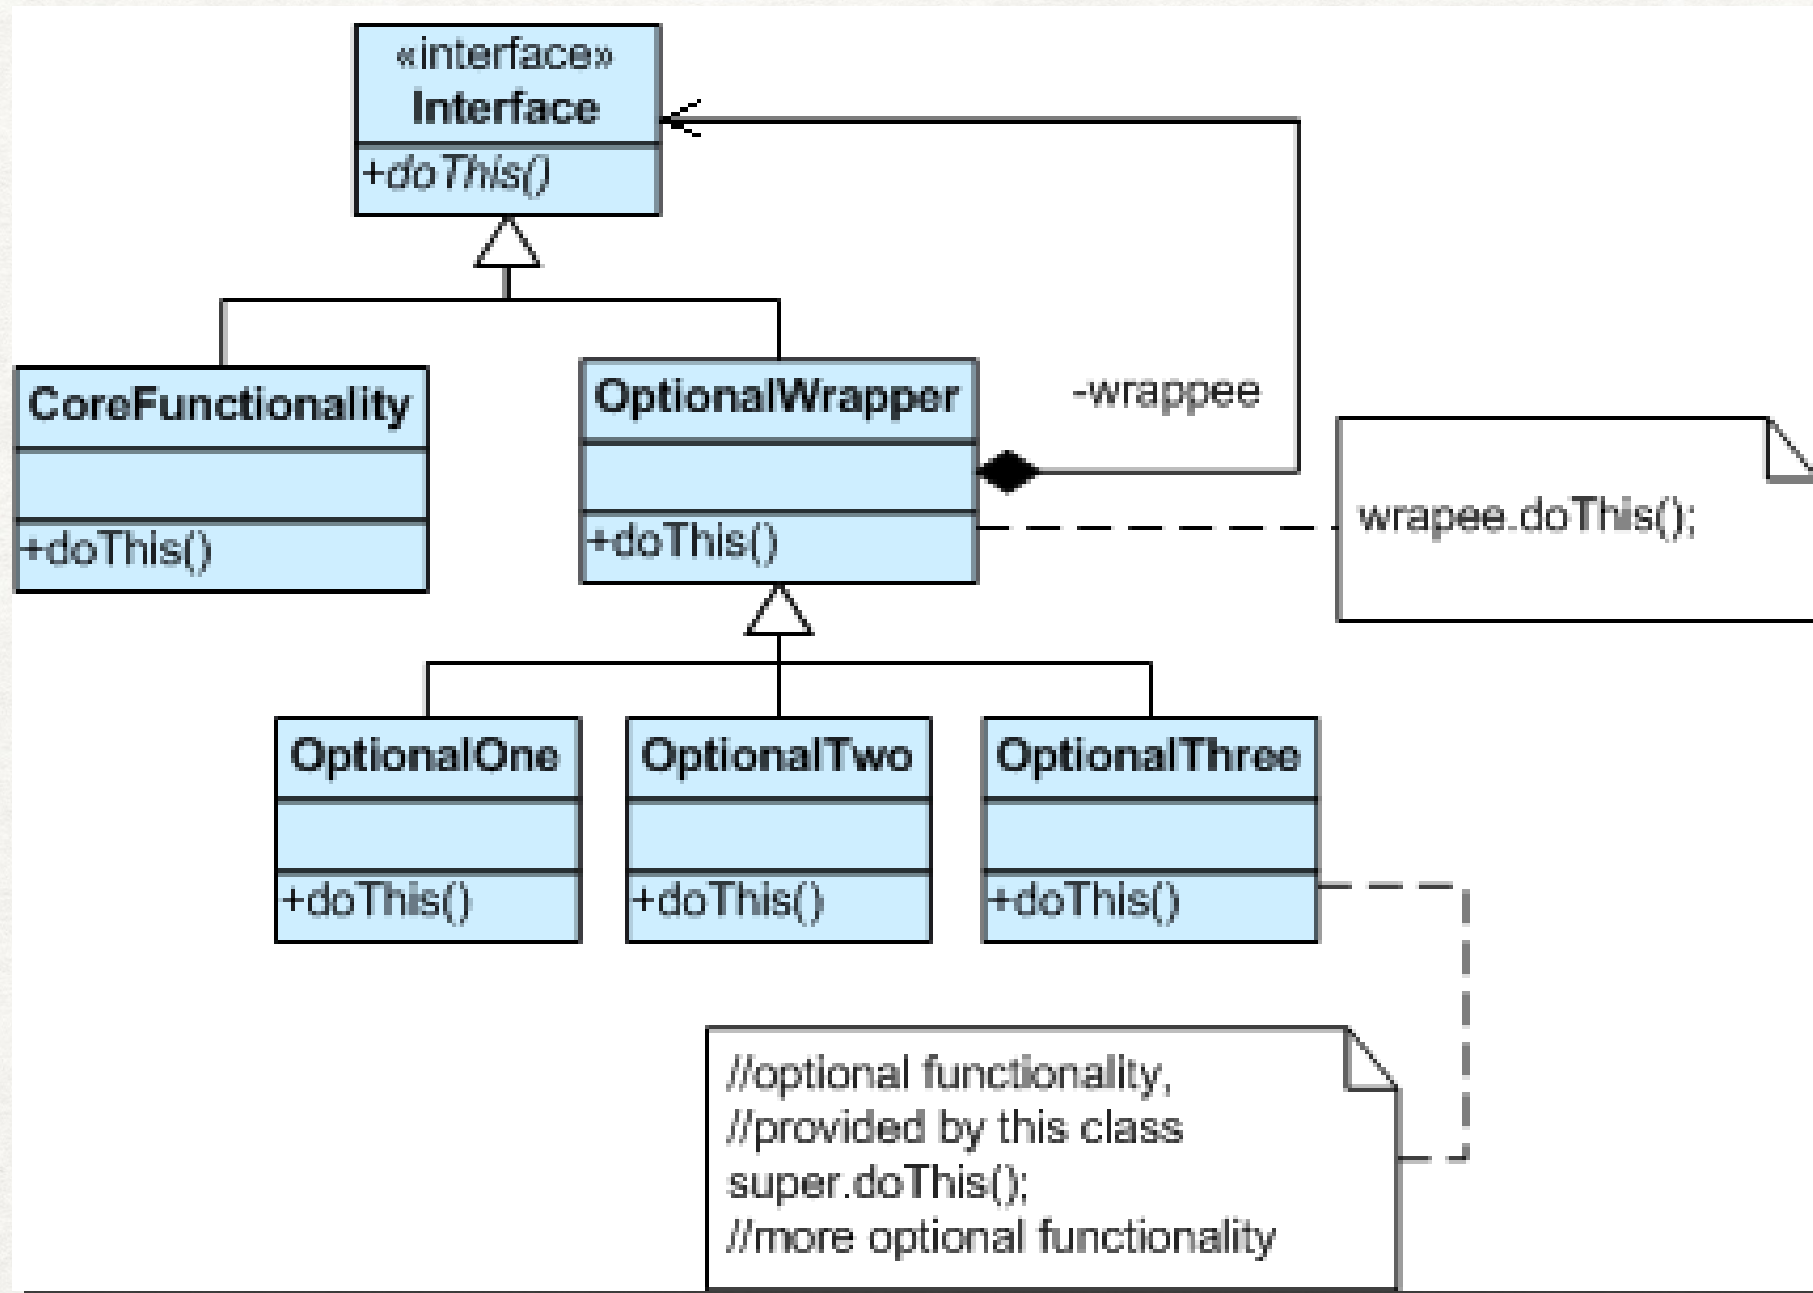 «interface»
Interface
+doThis()
CoreFunctionality
+doThis()
OptionalWrapper
+doThis()
-wrappee
wrapee.doThis();
OptionalOne
+doThis()
OptionalTwo
+doThis()
OptionalThree
+doThis()
//optional functionality,
//provided by this class
super.doThis();
//more optional functionality